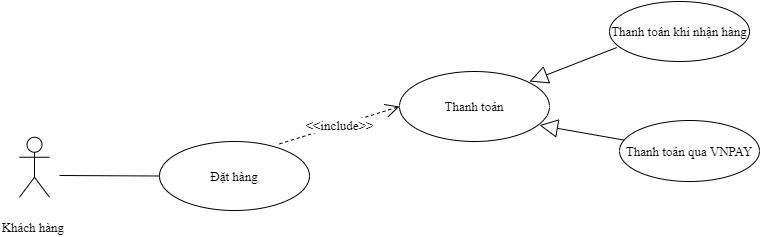 Thanh toán khi nhận hàng
Thanh toán
<<include>>
Thanh toán qua VNPAY
Đặt hàng
Khách hàng